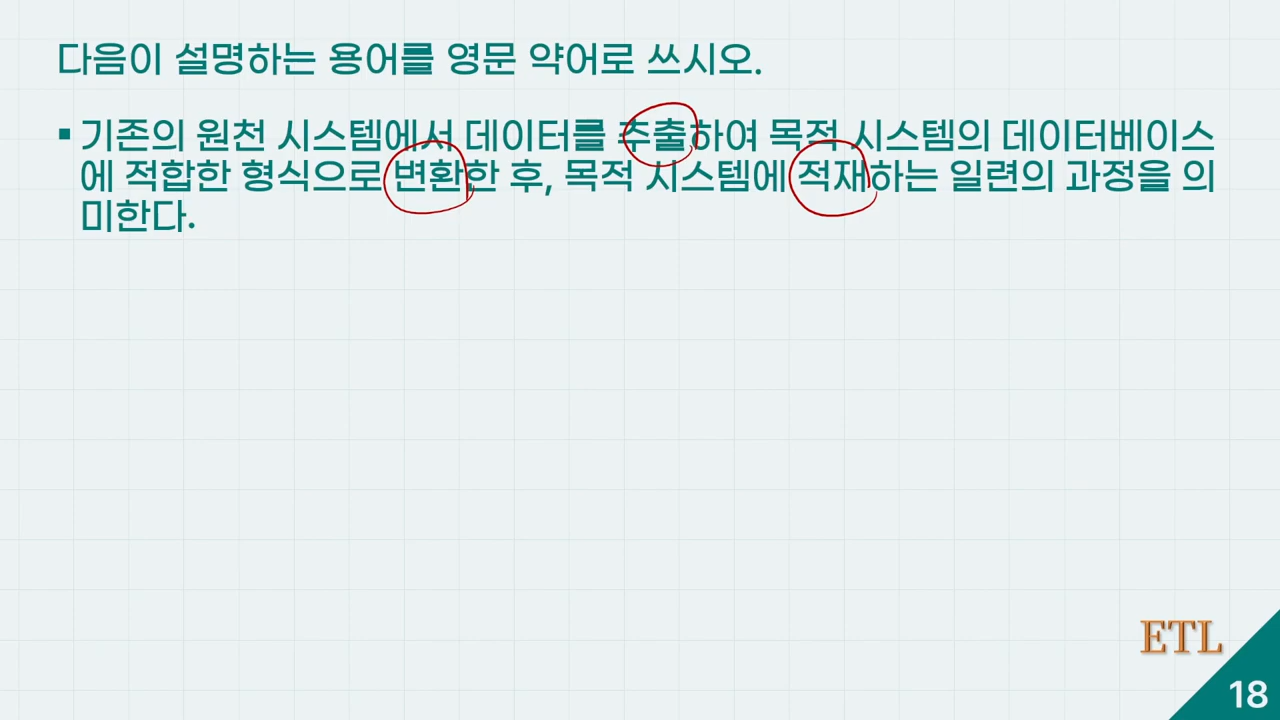 다음이 설명하는 용어를 영문 약어로 쓰시오.
▪ 기존의 원천 시스템에서 데이터를 추출하여 목적 시스템의 데이터베이스
에 적합한 형식으로 변환한 후, 목적 시스템에 적재하는 일련의 과정을 의
미한다.
ETL
18